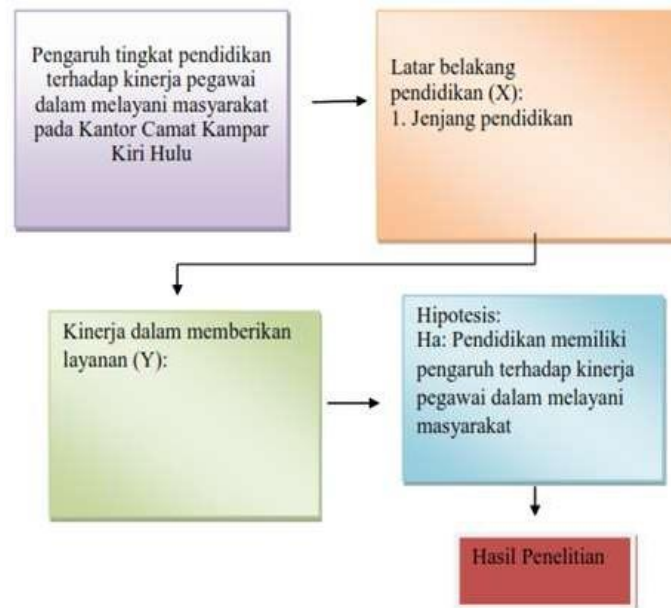 Pengaruh tingkat pendidikan
terhadap kinerja pegawai
dalam melayani masyarakat
pada Kantor Camat Kampar
Kiri Hulu
Latar belakang
pendidikan (X):
1. Jenjang pendidikan
Kinerja dalam memberikan
layanan (Y):
Hipotesis:
Ha: Pendidikan memiliki
pengaruh terhadap kinerja
pegawai dalam melayani
masyarakat
Hasil Penelitian